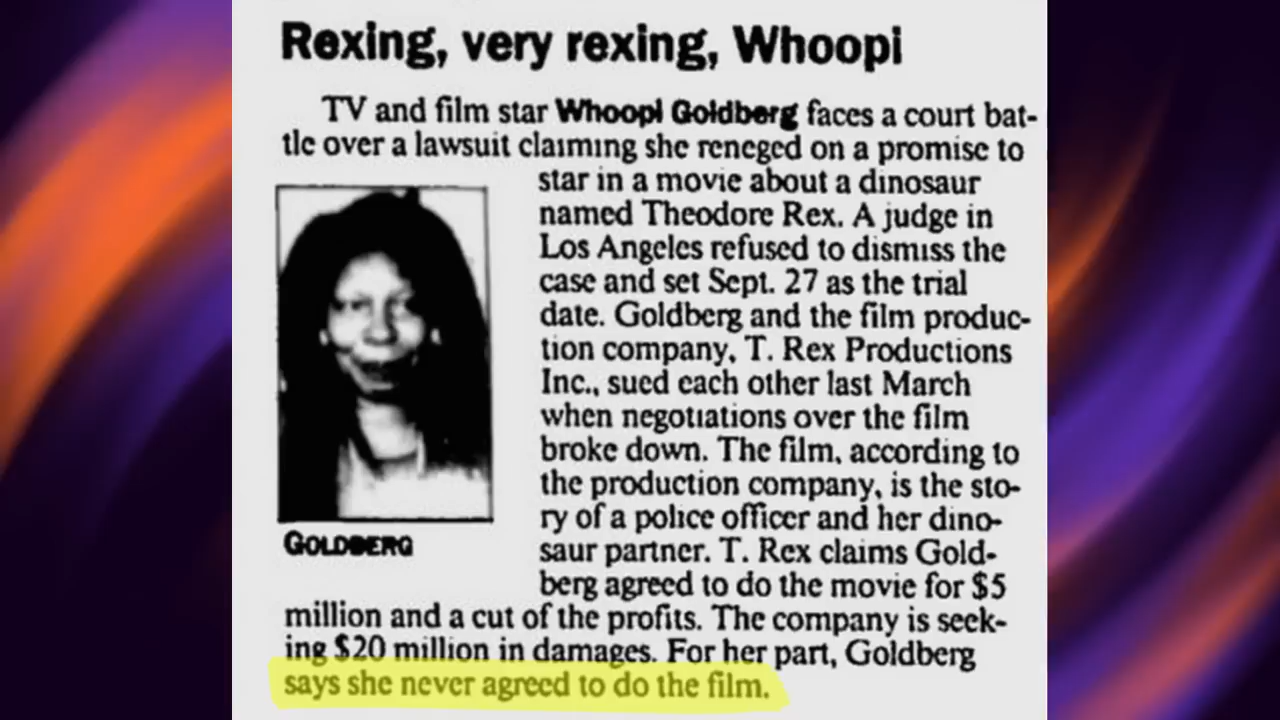 Rexing, very rexing, Whoopi
TV and film star Whoopi Goldberg faces a court bat-
tle over a lawsuit claiming she reneged on a promise to
star in a movie about a dinosaur
named Theodore Rex. A judge in
Los Angeles refused to dismiss the
case and set Sept. 27 as the trial
date. Goldberg and the film produc-
tion company, T. Rex Productions
Inc., sued each other last March
when negotiations over the film
broke down. The film, according to
the production company, is the sto-
ry of a police officer and her dino-
saur partner. T. Rex claims Gold-
berg agreed to do the movie for $5
GOLDBERG
million and a cut of the profits. The company is seek-
ing $20 million in damages. For her part, Goldberg
says she never agreed to do the film.